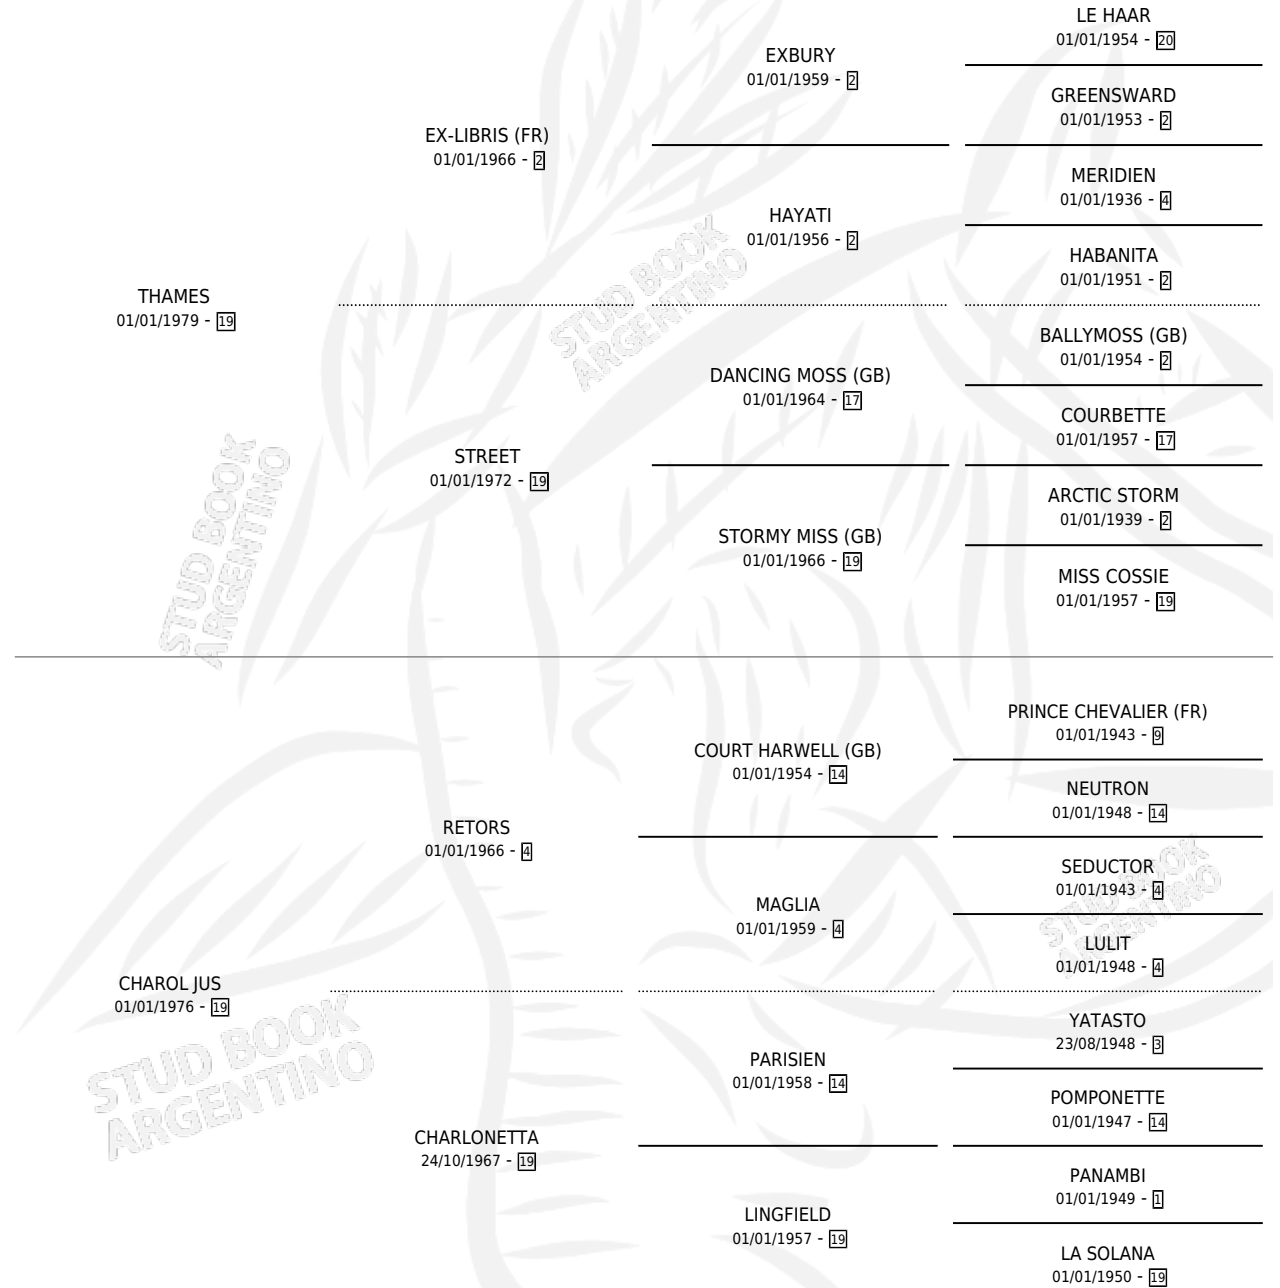 LE HAAR
01/01/1954 - 20
EXBURY
01/01/1959 - 2
GREENSWARD
01/01/1953 - 2
EX-LIBRIS (FR)
01/01/1966 - 2
MERIDIEN
01/01/1936 - 4
HAYATI
01/01/1956 - 2
HABANITA
01/01/1951 - 2
THAMES
01/01/1979 - 19
BALLYMOSS (GB)
01/01/1954 - 2
DANCING MOSS (GB)
01/01/1964 - 17
COURBETTE
01/01/1957 - 17
STREET
01/01/1972 - 19
ARCTIC STORM
01/01/1939 - 2
STORMY MISS (GB)
01/01/1966 - 19
MISS COSSIE
01/01/1957 - 19
STUD BOOK
ARGENTINO
STUD BOOK
ARGENTINO
PRINCE CHEVALIER (FR)
01/01/1943 - 9
COURT HARWELL (GB)
01/01/1954 - 14
NEUTRON
01/01/1948 - 14
RETORS
01/01/1966 - 4
SEDUCTOR
01/01/1943 - 4
MAGLIA
01/01/1959 - 4
LULIT
01/01/1948 - 4
CHAROL JUS
01/01/1976 - 19
YATASTO
23/08/1948 - 3
PARISIEN
01/01/1958 - 14
POMPONETTE
01/01/1947 - 14
CHARLONETTA
24/10/1967 - 19
PANAMBI
01/01/1949 - 1
LINGFIELD
01/01/1957 - 19
LA SOLANA
01/01/1950 - 19
STUD BOOK
ARGENTINO
STUD BOOK
ARGENTINO